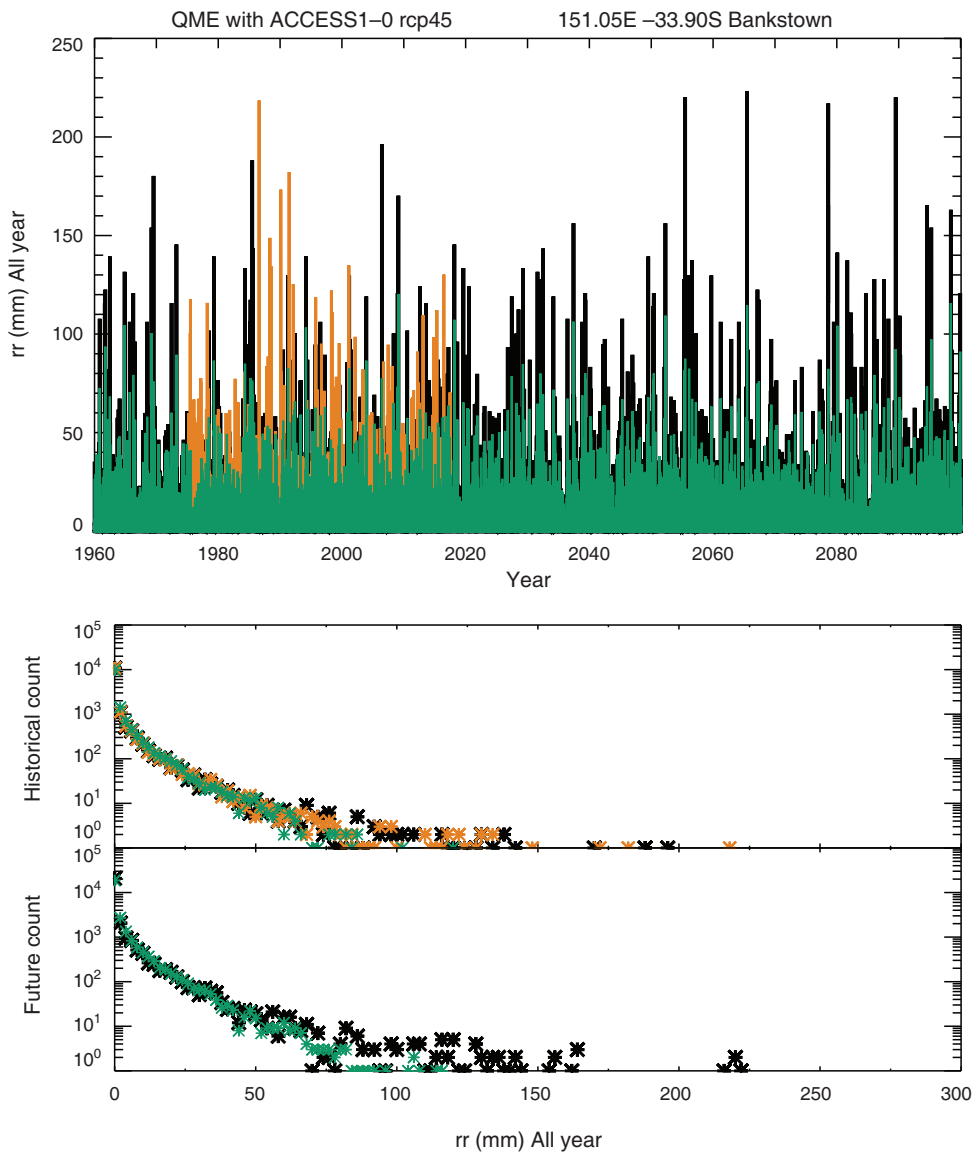 QME with ACCESS1–0 rcp45 151.05E –33.90S Bankstown
250
200
150
100
50
0
rr (mm) All year
1960 1980 2000 2020 2040 2060 2080
Year
10^5
10^4
10^3
10^2
10^1
10^0
Historical count
10^5
10^4
10^3
10^2
10^1
10^0
Future count
0 50 100 150 200 250 300
rr (mm) All year